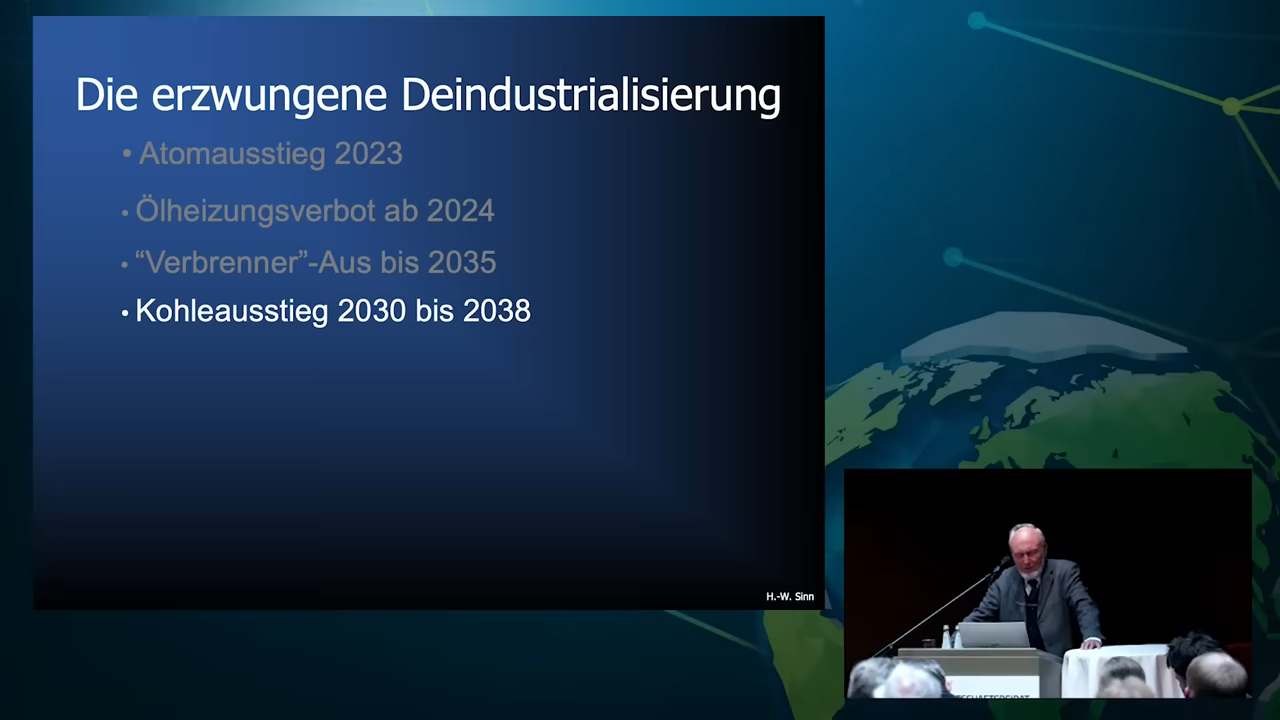 Die erzwungene Deindustrialisierung
• Atomausstieg 2023
• Ölheizungsverbot ab 2024
• “Verbrenner”-Aus bis 2035
• Kohleausstieg 2030 bis 2038
H.-W. Sinn